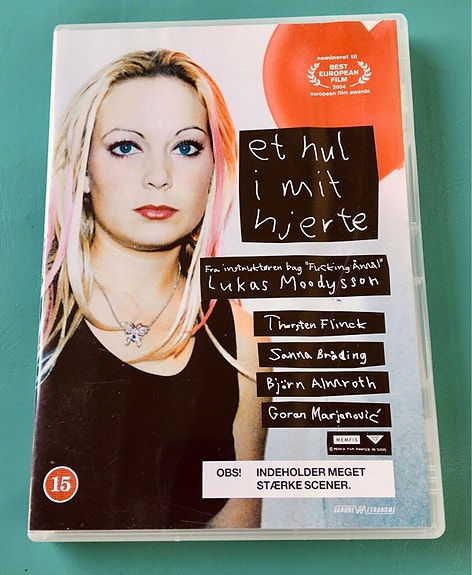 nomineret til
BEST
EUROPEAN
FILM
2004
european film awards
et hul
i mit
hjerte
Fra instruktøren bag "Fucking Åmål"
Lukas Moodysson
Thorsten Flinck
Sanna Bråding
Björn Almroth
Goran Marjanović
MEMFIS
OBS! INDEHOLDER MEGET
STÆRKE SCENER.
15
SANDREW METRONOME